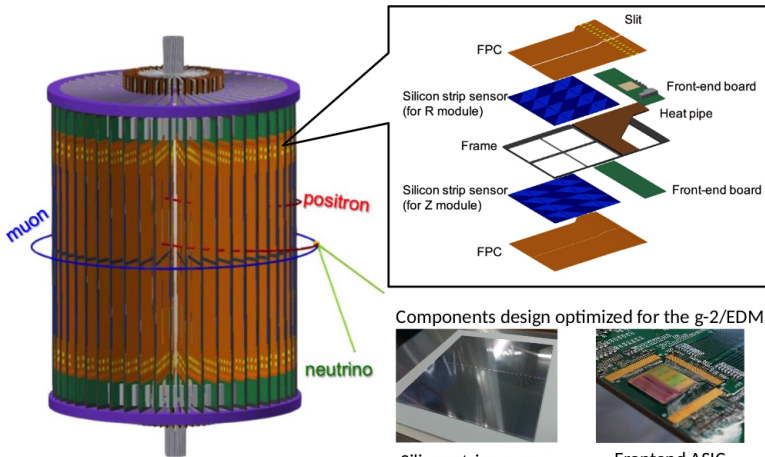 Slit
FPC
Front-end board
Silicon strip sensor
(for R module)
Heat pipe
Frame
Silicon strip sensor
(for Z module)
Front-end board
FPC
muon
positron
neutrino
Components design optimized for the g-2/EDM